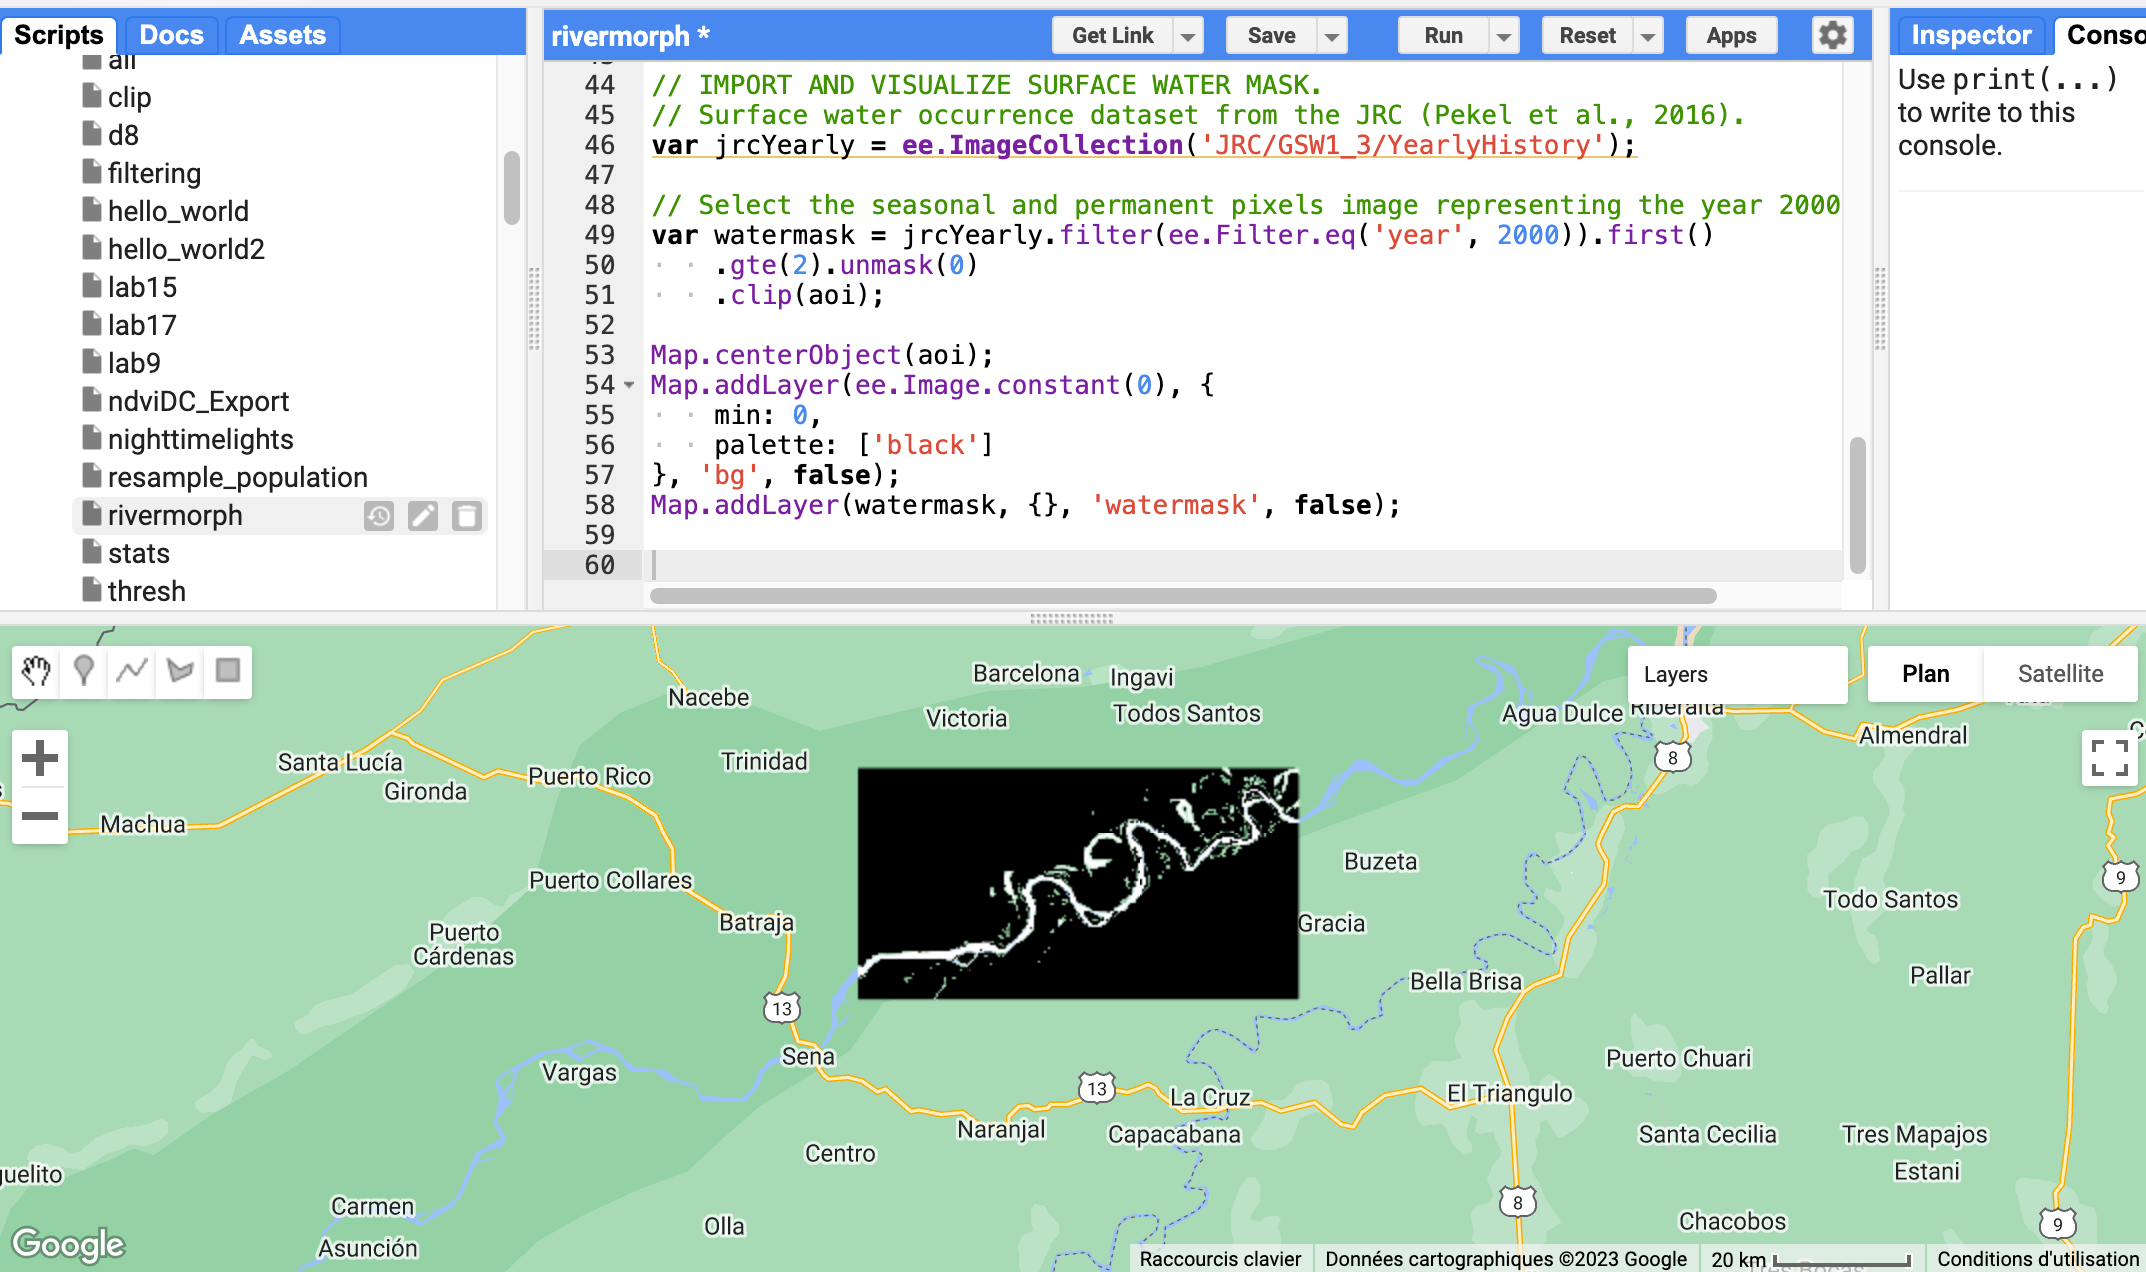 Scripts Docs Assets
all
clip
d8
filtering
hello_world
hello_world2
lab15
lab17
lab9
ndviDC_Export
nighttimelights
resample_population
rivermorph
stats
thresh
rivermorph * Get Link Save Run Reset Apps
44 // IMPORT AND VISUALIZE SURFACE WATER MASK.
45 // Surface water occurrence dataset from the JRC (Pekel et al., 2016).
46 var jrcYearly = ee.ImageCollection('JRC/GSW1_3/YearlyHistory');
47
48 // Select the seasonal and permanent pixels image representing the year 2000
49 var watermask = jrcYearly.filter(ee.Filter.eq('year', 2000)).first()
50 .gte(2).unmask(0)
51 .clip(aoi);
52
53 Map.centerObject(aoi);
54 Map.addLayer(ee.Image.constant(0), {
55 min: 0,
56 palette: ['black']
57 }, 'bg', false);
58 Map.addLayer(watermask, {}, 'watermask', false);
59
60
Inspector Conso
Use print(...)
to write to this
console.
Layers
Plan Satellite
Barcelona
Ingavi
Nacebe
Victoria
Todos Santos
Agua Dulce
Riberalta
Almendral
Santa Lucía
Trinidad
Puerto Rico
Gironda
8
Machua
Buzeta
Puerto Collares
9
Todo Santos
Batraja
Gracia
Puerto
Cárdenas
Bella Brisa
Pallar
13
Sena
Vargas
Puerto Chuari
13
La Cruz
El Triangulo
Naranjal
Capacabana
Santa Cecilia
Tres Mapajos
Centro
Estani
guelito
Carmen
8
Olla
Chacobos
9
Asunción
Google
Raccourcis clavier Données cartographiques ©2023 Google 20 km Conditions d'utilisation